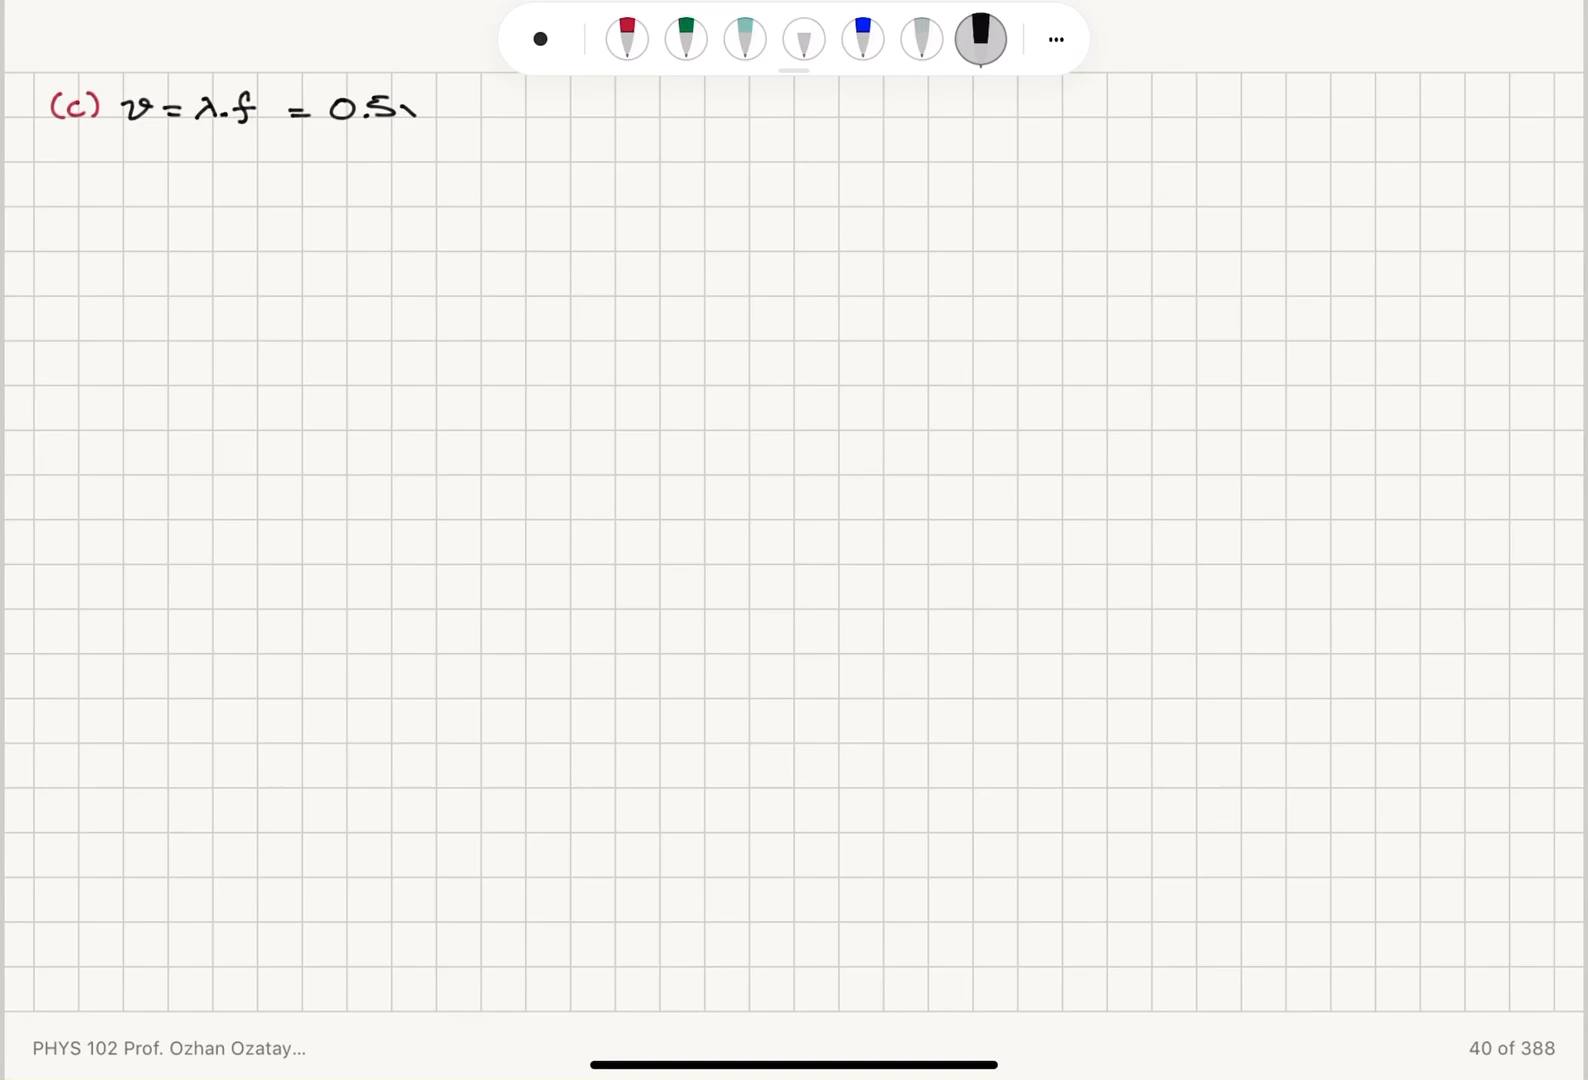 (c) v = λ.f = 0.5
PHYS 102 Prof. Ozhan Ozatay...
40 of 388